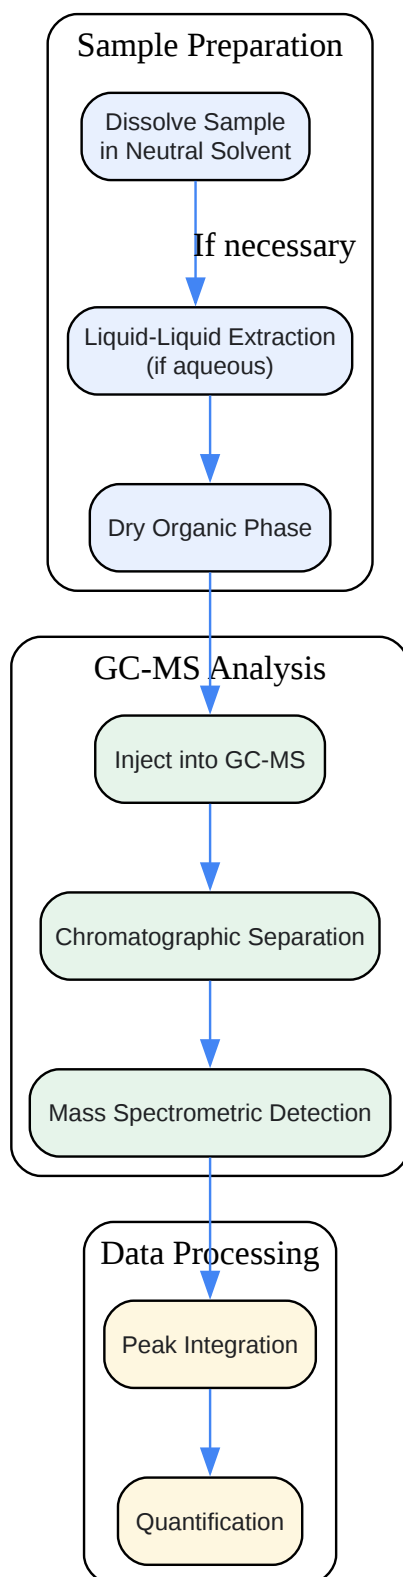 Sample Preparation
Dissolve Sample
in Neutral Solvent
If necessary
Liquid-Liquid Extraction
(if aqueous)
Dry Organic Phase
GC-MS Analysis
Inject into GC-MS
Chromatographic Separation
Mass Spectrometric Detection
Data Processing
Peak Integration
Quantification